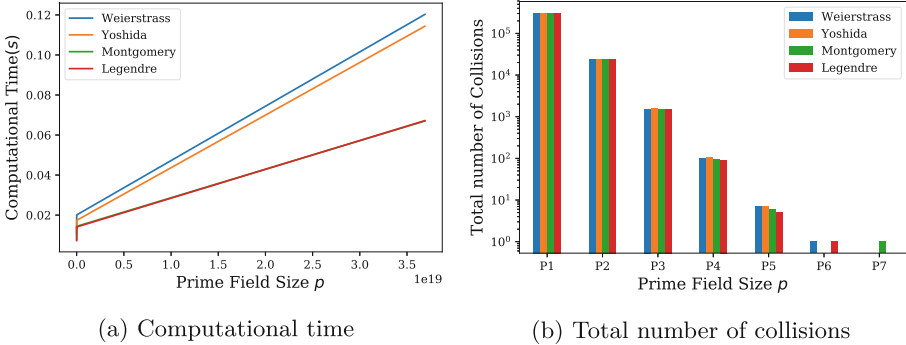 0.12
0.10
0.08
0.06
0.04
0.02
Computational Time(s)
Weierstrass
Yoshida
Montgomery
Legendre
0.0 0.5 1.0 1.5 2.0 2.5 3.0 3.5
1e19
Prime Field Size p
(a) Computational time
10^5
10^4
10^3
10^2
10^1
10^0
Total number of Collisions
Weierstrass
Yoshida
Montgomery
Legendre
P1 P2 P3 P4 P5 P6 P7
Prime Field Size p
(b) Total number of collisions